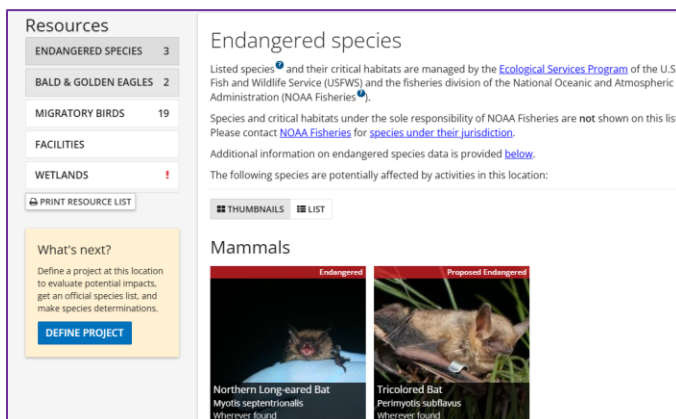 Resources
ENDANGERED SPECIES 3
BALD & GOLDEN EAGLES 2
MIGRATORY BIRDS 19
FACILITIES
WETLANDS !
PRINT RESOURCE LIST
What's next?
Define a project at this location
to evaluate potential impacts,
get an official species list, and
make species determinations.
DEFINE PROJECT
Endangered species
Listed species? and their critical habitats are managed by the Ecological Services Program of the U.S
Fish and Wildlife Service (USFWS) and the fisheries division of the National Oceanic and Atmospheric
Administration (NOAA Fisheries?).
Species and critical habitats under the sole responsibility of NOAA Fisheries are not shown on this list
Please contact NOAA Fisheries for species under their jurisdiction.
Additional information on endangered species data is provided below.
The following species are potentially affected by activities in this location:
THUMBNAILS LIST
Mammals
Endangered
Northern Long-eared Bat
Myotis septentrionalis
Wherever found
Proposed Endangered
Tricolored Bat
Perimyotis subflavus
Wherever found